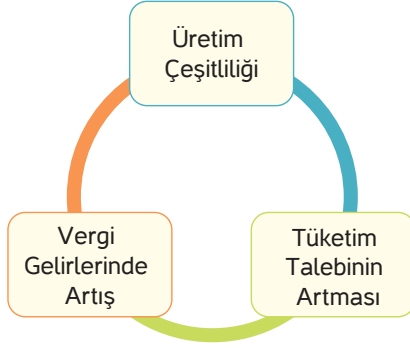 Üretim
Çeşitliliği
Vergi
Gelirlerinde
Artış
Tüketim
Talebinin
Artması